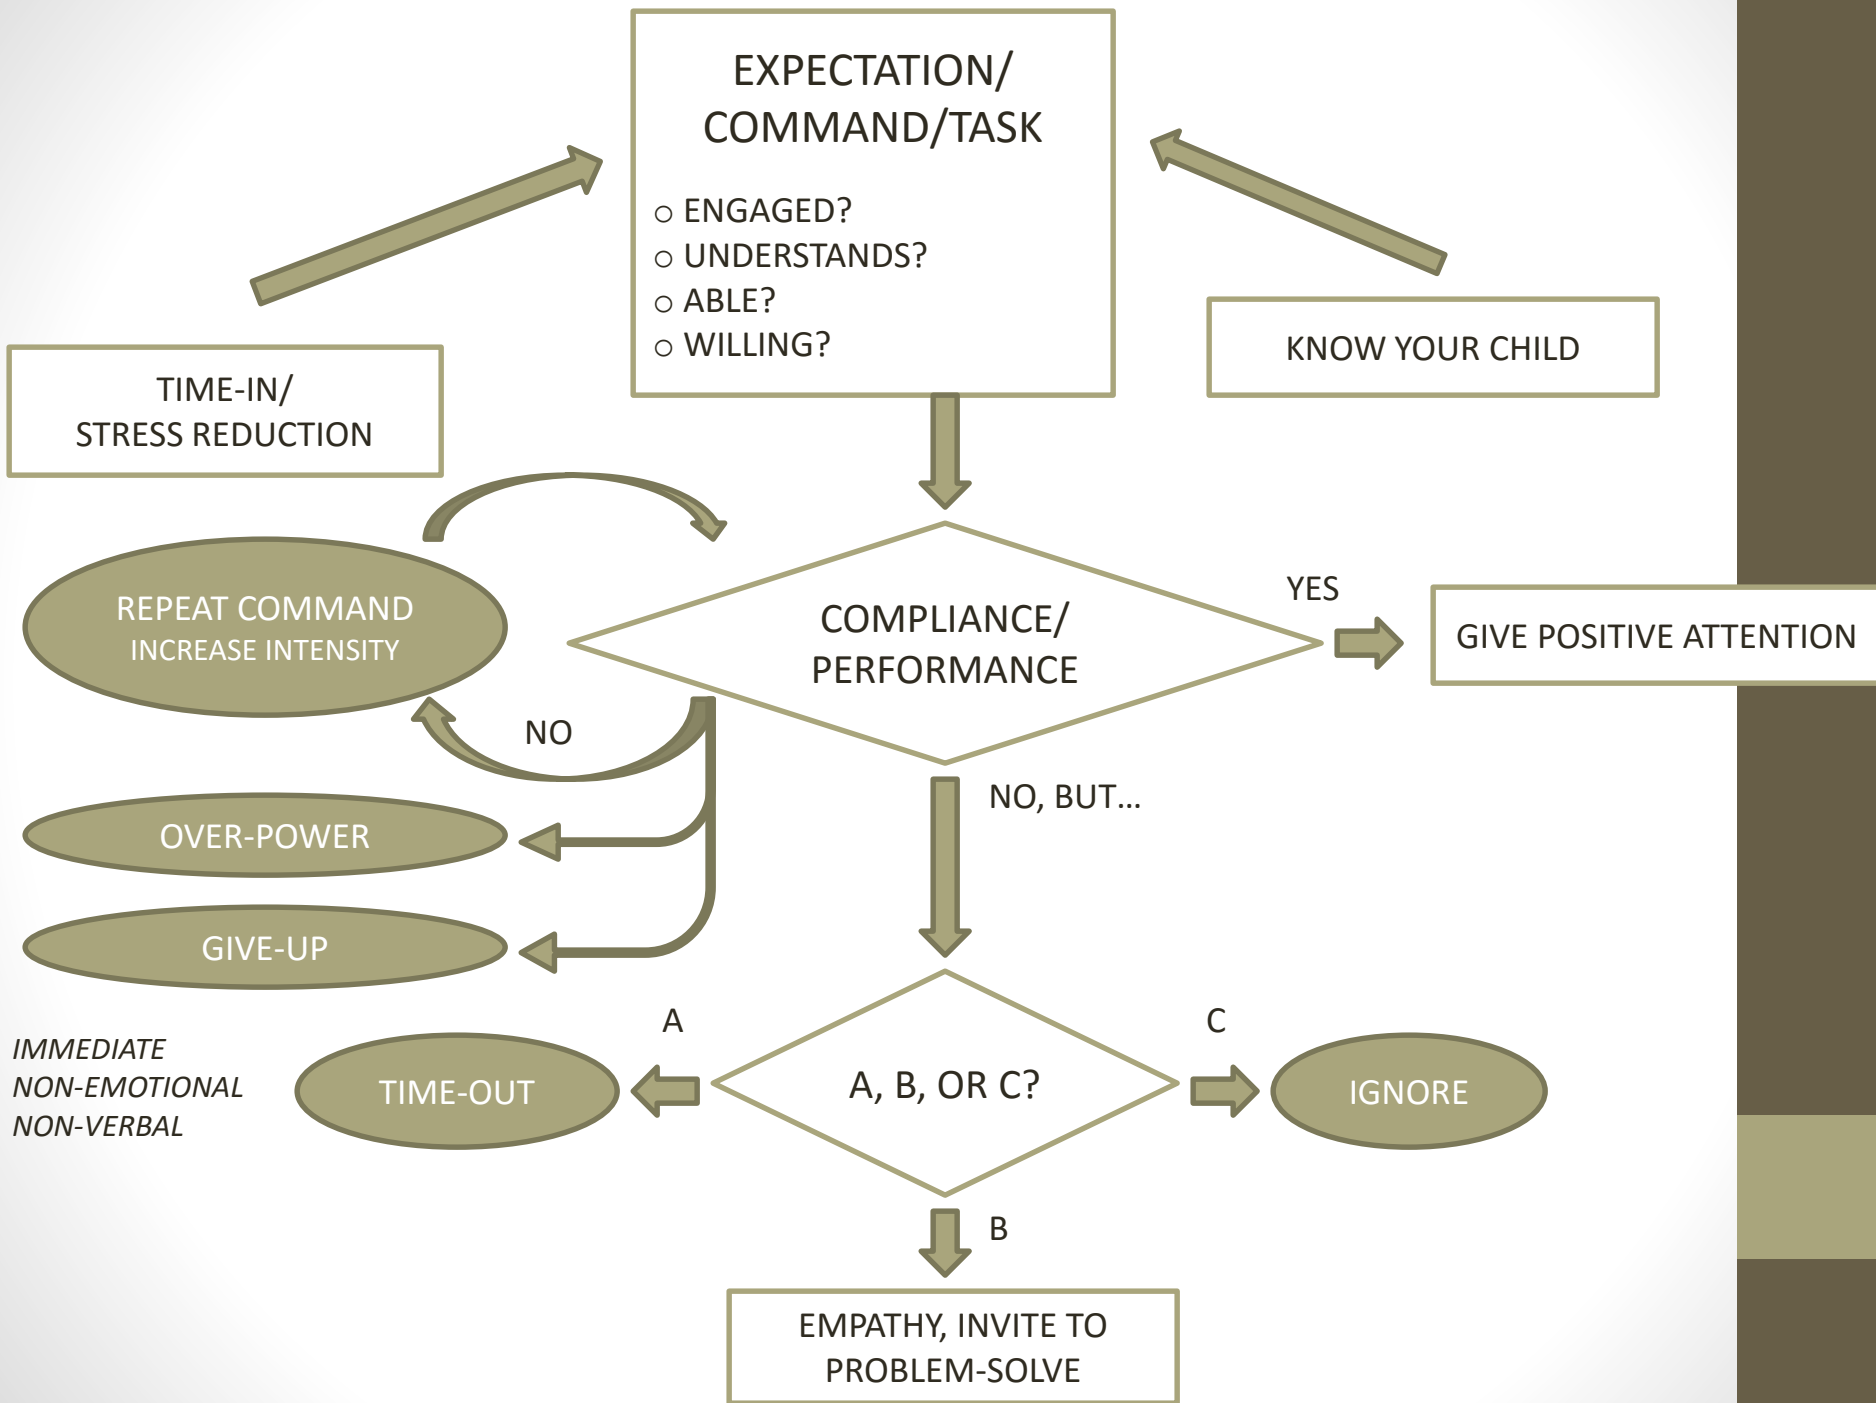 EXPECTATION/
COMMAND/TASK
○ ENGAGED?
○ UNDERSTANDS?
○ ABLE?
○ WILLING?
KNOW YOUR CHILD
TIME-IN/
STRESS REDUCTION
REPEAT COMMAND
INCREASE INTENSITY
COMPLIANCE/
PERFORMANCE
YES
GIVE POSITIVE ATTENTION
NO
NO, BUT…
OVER-POWER
GIVE-UP
IMMEDIATE
NON-EMOTIONAL
NON-VERBAL
TIME-OUT
A
A, B, OR C?
C
IGNORE
B
EMPATHY, INVITE TO
PROBLEM-SOLVE